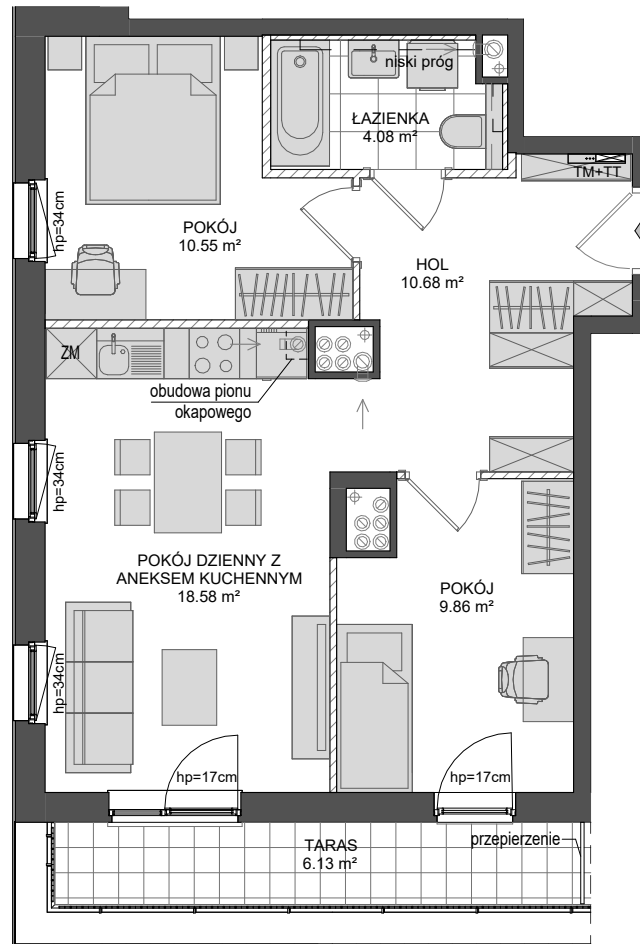 niski próg
ŁAZIENKA
4.08 m²
TM+TT
hp=34cm
POKÓJ
10.55 m²
HOL
10.68 m²
ZM
obudowa pionu
okapowego
hp=34cm
POKÓJ DZIENNY Z
ANEKSEM KUCHENNYM
18.58 m²
POKÓJ
9.86 m²
hp=34cm
hp=17cm
hp=17cm
TARAS
6.13 m²
przepierzenie